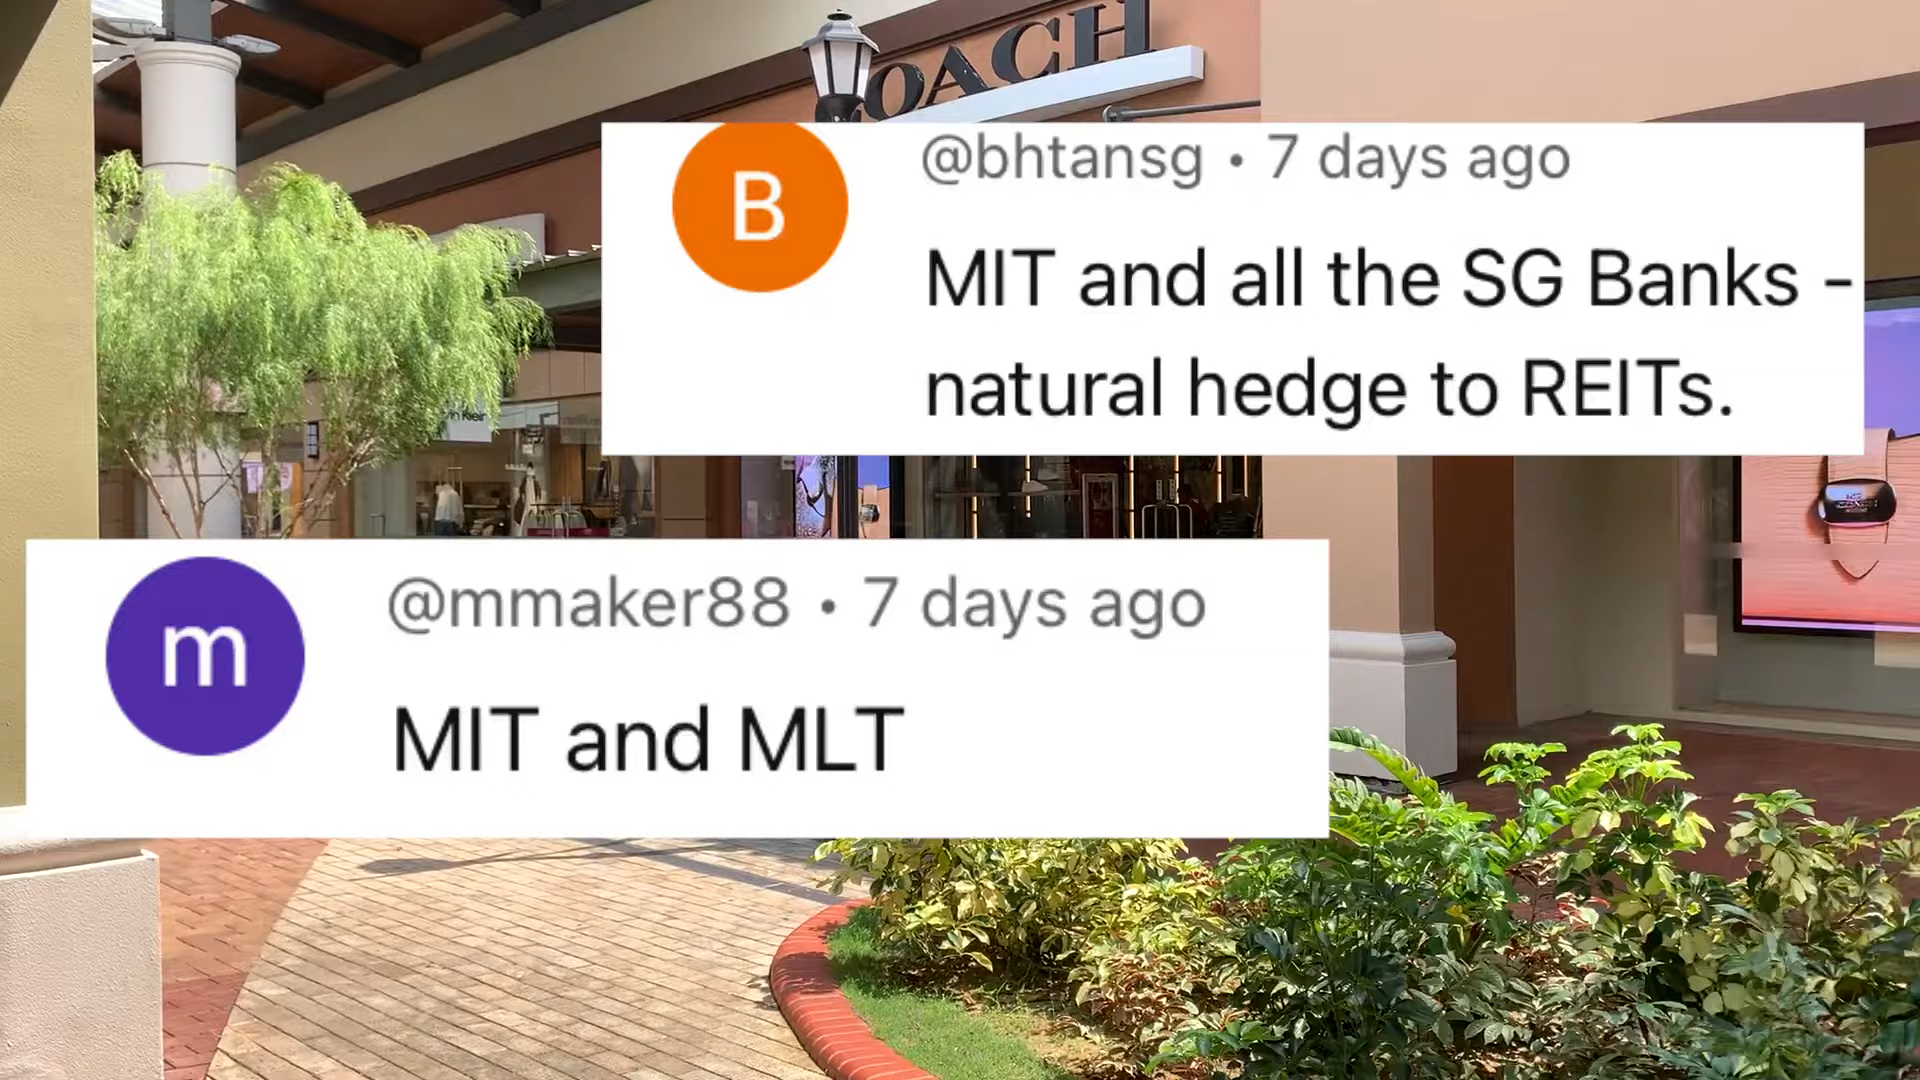 OACH
@bhtansg • 7 days ago
B
MIT and all the SG Banks -
natural hedge to REITs.
@mmaker88 • 7 days ago
m
MIT and MLT